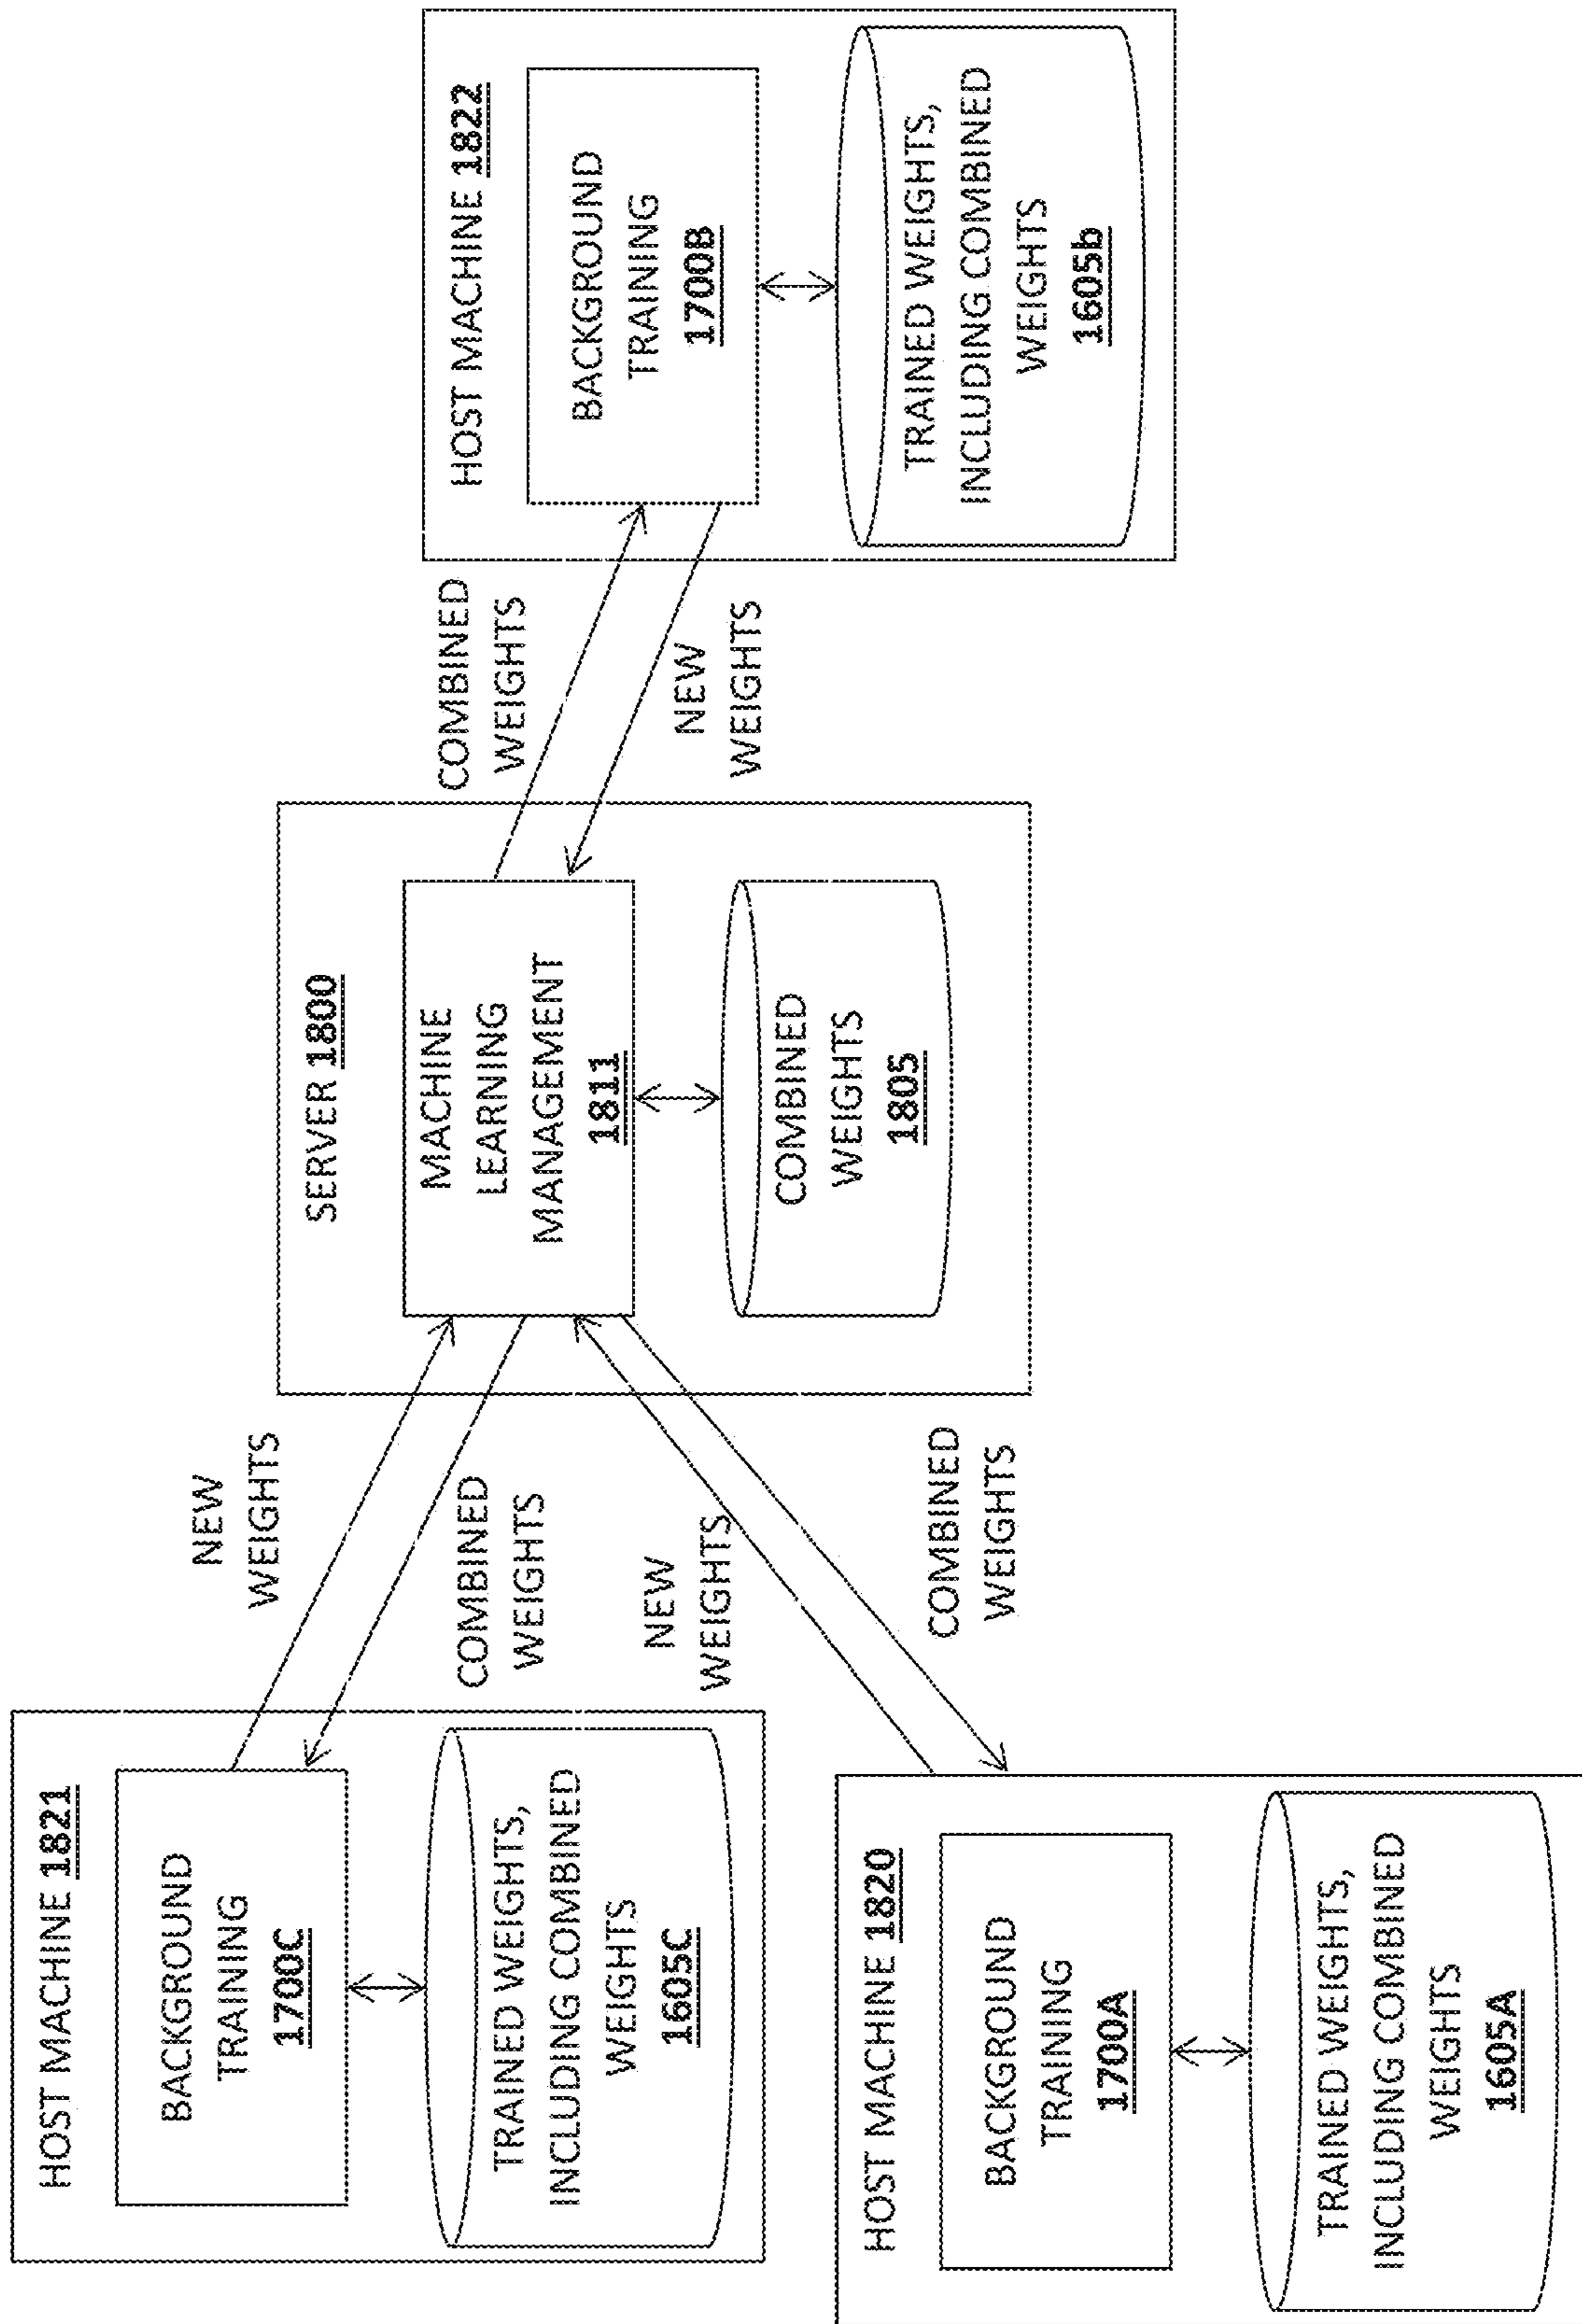 HOST MACHINE 1821
BACKGROUND
TRAINING
1700C
TRAINED WEIGHTS,
INCLUDING COMBINED
WEIGHTS
1605C
NEW
WEIGHTS
COMBINED
WEIGHTS
HOST MACHINE 1820
BACKGROUND
TRAINING
1700A
TRAINED WEIGHTS,
INCLUDING COMBINED
WEIGHTS
1605A
NEW
WEIGHTS
COMBINED
WEIGHTS
SERVER 1800
MACHINE
LEARNING
MANAGEMENT
1811
COMBINED
WEIGHTS
1805
COMBINED
WEIGHTS
NEW
WEIGHTS
HOST MACHINE 1822
BACKGROUND
TRAINING
1700B
TRAINED WEIGHTS,
INCLUDING COMBINED
WEIGHTS
1605b